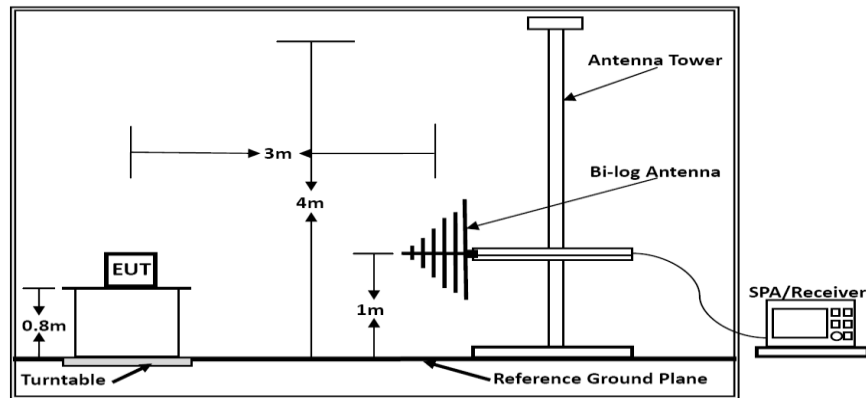 Antenna Tower
3m
Bi-log Antenna
4m
EUT
1m
SPA/Receiver
0.8m
Turntable
Reference Ground Plane